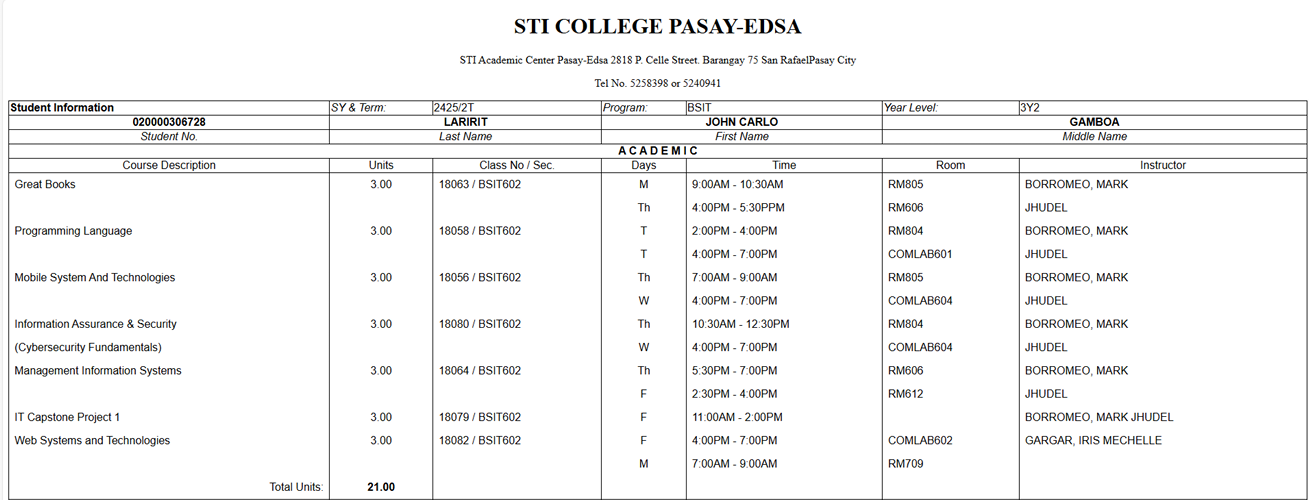 STI COLLEGE PASAY-EDSA
STI Academic Center Pasay-Edsa 2818 P. Celle Street. Barangay 75 San RafaelPasay City
Tel No. 5258398 or 5240941
Student Information SY & Term: 2425/2T Program: BSIT Year Level: 3Y2
020000306728 LARIRIT JOHN CARLO GAMBOA
Student No. Last Name First Name Middle Name
A C A D E M I C
Course Description Units Class No / Sec. Days Time Room Instructor
Great Books 3.00 18063 / BSIT602 M 9:00AM - 10:30AM RM805 BORROMEO, MARK
Th 4:00PM - 5:30PPM RM606 JHUDEL
Programming Language 3.00 18058 / BSIT602 T 2:00PM - 4:00PM RM804 BORROMEO, MARK
T 4:00PM - 7:00PM COMLAB601 JHUDEL
Mobile System And Technologies 3.00 18056 / BSIT602 Th 7:00AM - 9:00AM RM805 BORROMEO, MARK
W 4:00PM - 7:00PM COMLAB604 JHUDEL
Information Assurance & Security 3.00 18080 / BSIT602 Th 10:30AM - 12:30PM RM804 BORROMEO, MARK
(Cybersecurity Fundamentals) W 4:00PM - 7:00PM COMLAB604 JHUDEL
Management Information Systems 3.00 18064 / BSIT602 Th 5:30PM - 7:00PM RM606 BORROMEO, MARK
F 2:30PM - 4:00PM RM612 JHUDEL
IT Capstone Project 1 3.00 18079 / BSIT602 F 11:00AM - 2:00PM BORROMEO, MARK JHUDEL
Web Systems and Technologies 3.00 18082 / BSIT602 F 4:00PM - 7:00PM COMLAB602 GARGAR, IRIS MECHELLE
M 7:00AM - 9:00AM RM709
Total Units: 21.00